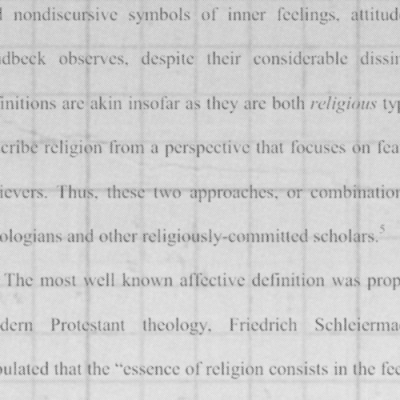 nondiscursive symbols of inner feelings, attitud
dbeck observes, despite their considerable dissin
initions are akin insofar as they are both religious typ
cribe religion from a perspective that focuses on fea
ievers. Thus, these two approaches, or combination
ologians and other religiously-committed scholars.5
The most well known affective definition was prop
dern Protestant theology, Friedrich Schleierma
ulated that the “essence of religion consists in the fee